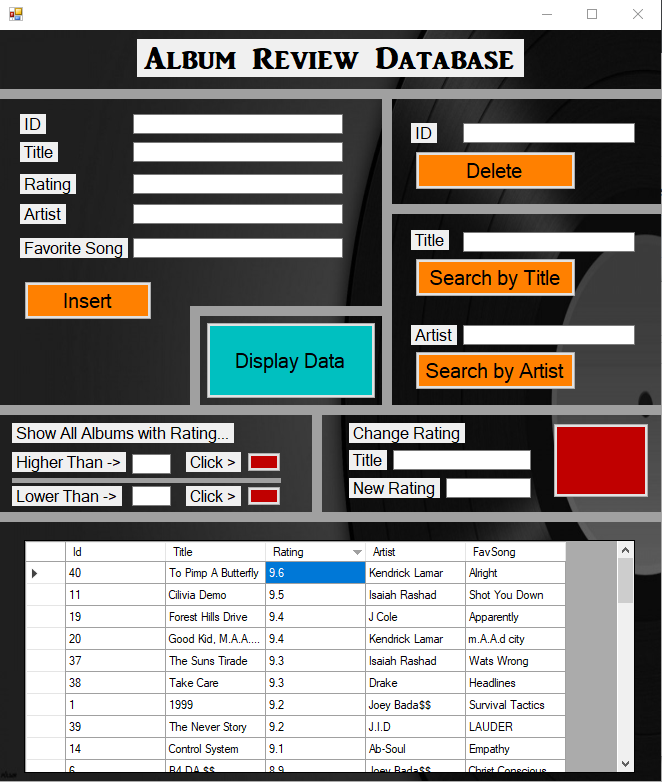 Album Review Database
ID
Title
Rating
Artist
Favorite Song
Insert
Display Data
ID
Delete
Title
Search by Title
Artist
Search by Artist
Show All Albums with Rating...
Higher Than -> Click >
Lower Than -> Click >
Change Rating
Title
New Rating
Id Title Rating Artist FavSong
40 To Pimp A Butterfly 9.6 Kendrick Lamar Alright
11 Cilivia Demo 9.5 Isaiah Rashad Shot You Down
19 Forest Hills Drive 9.4 J Cole Apparently
20 Good Kid, M.A.A.... 9.4 Kendrick Lamar m.A.A.d city
37 The Suns Tirade 9.3 Isaiah Rashad Wats Wrong
38 Take Care 9.3 Drake Headlines
1 1999 9.2 Joey Bada$$ Survival Tactics
39 The Never Story 9.2 J.I.D LAUDER
14 Control System 9.1 Ab-Soul Empathy
6 B4.DA.$$ 8.9 Joey Bada$$ Christ Conscious